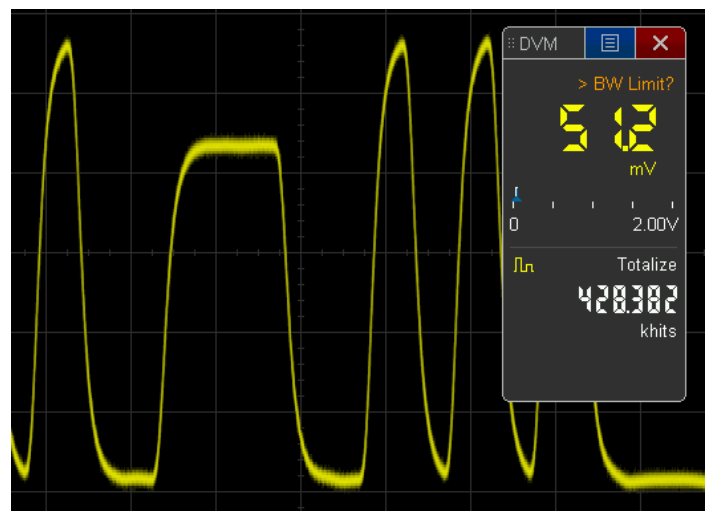 DVM
> BW Limit?
51.2
mV
0 2.00V
Totalize
428.382
khits